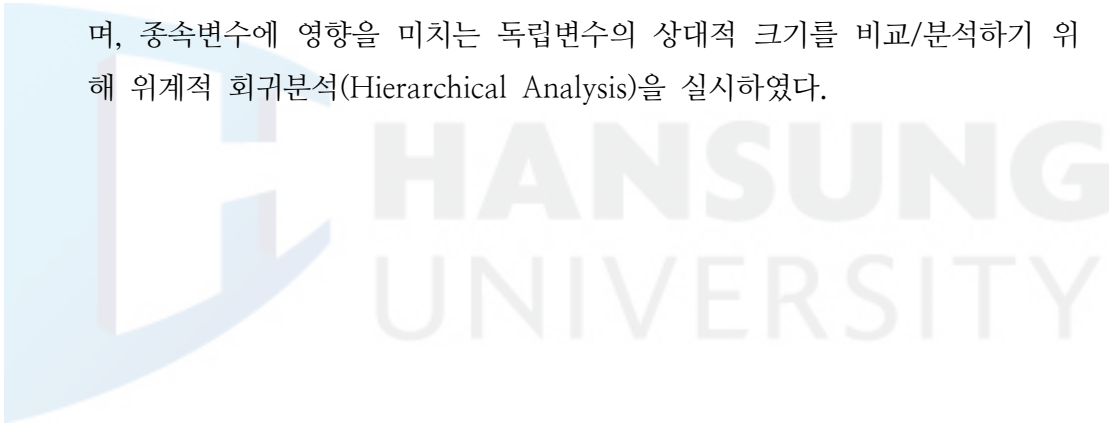 며, 종속변수에 영향을 미치는 독립변수의 상대적 크기를 비교/분석하기 위
해 위계적 회귀분석(Hierarchical Analysis)을 실시하였다.
HANSUNG
UNIVERSITY